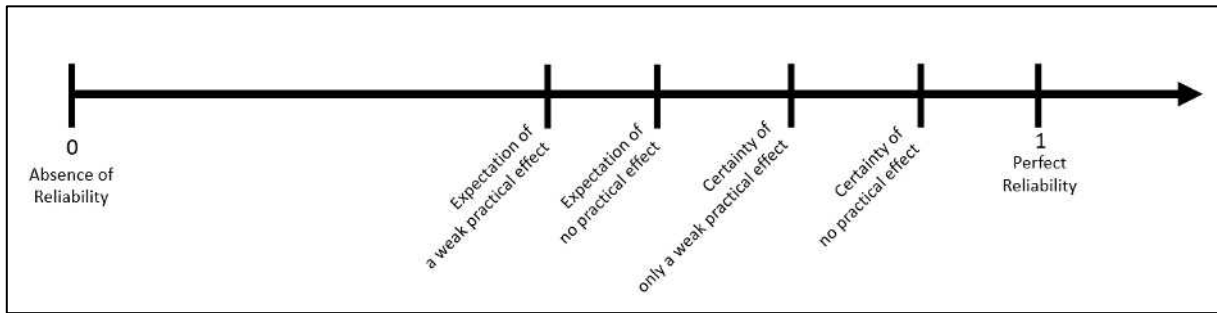 0
Absence of
Reliability
Expectation of
a weak practical effect
Expectation of
no practical effect
Certainty of
only a weak practical effect
Certainty of
no practical effect
1
Perfect
Reliability